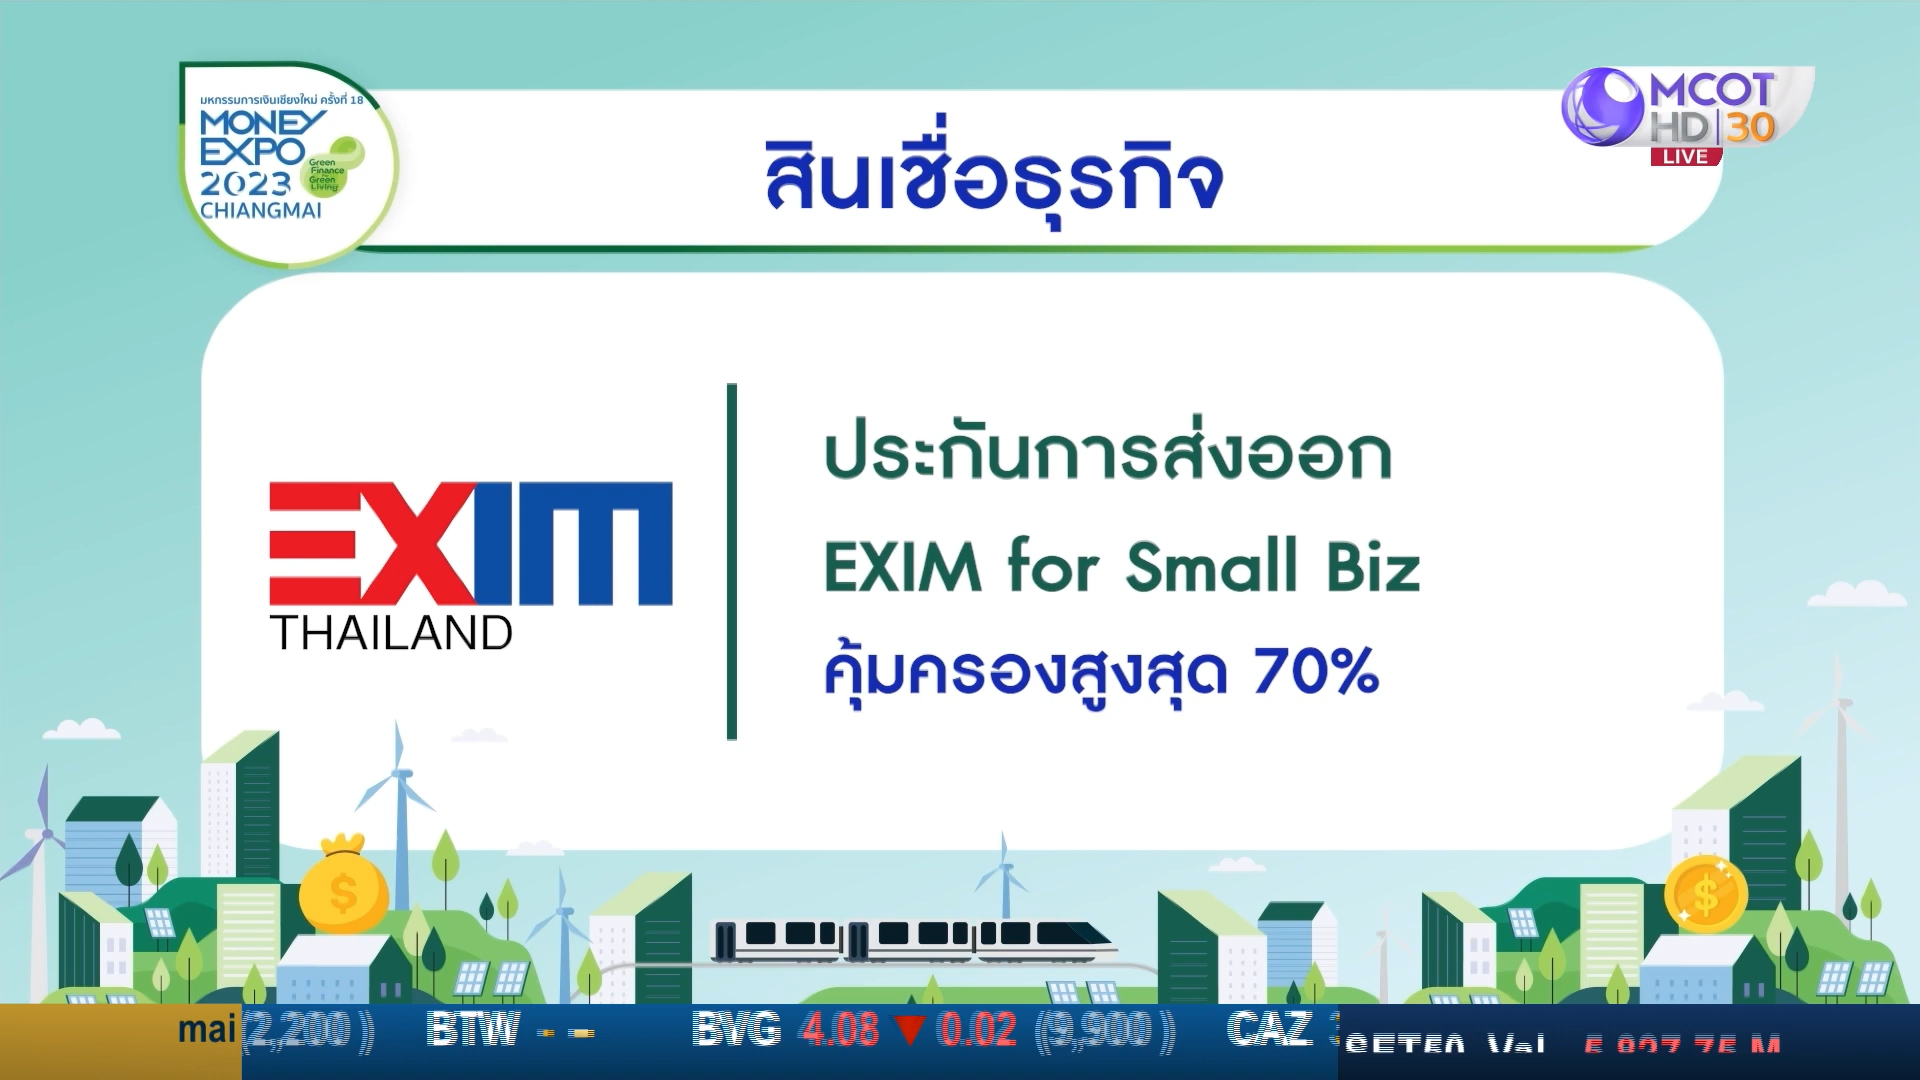 มหกรรมการเงินเชียงใหม่ ครั้งที่ 18
MONEY
EXPO
2023
CHIANGMAI
Green
Finance
Green
Living
MCOT
HD 30
LIVE
สินเชื่อธุรกิจ
EXIM
THAILAND
ประกันการส่งออก
EXIM for Small Biz
คุ้มครองสูงสุด 70%
$
$
mai (2,200) BTW - - BVG 4.08 ▼ 0.02 (9,900) CAZ